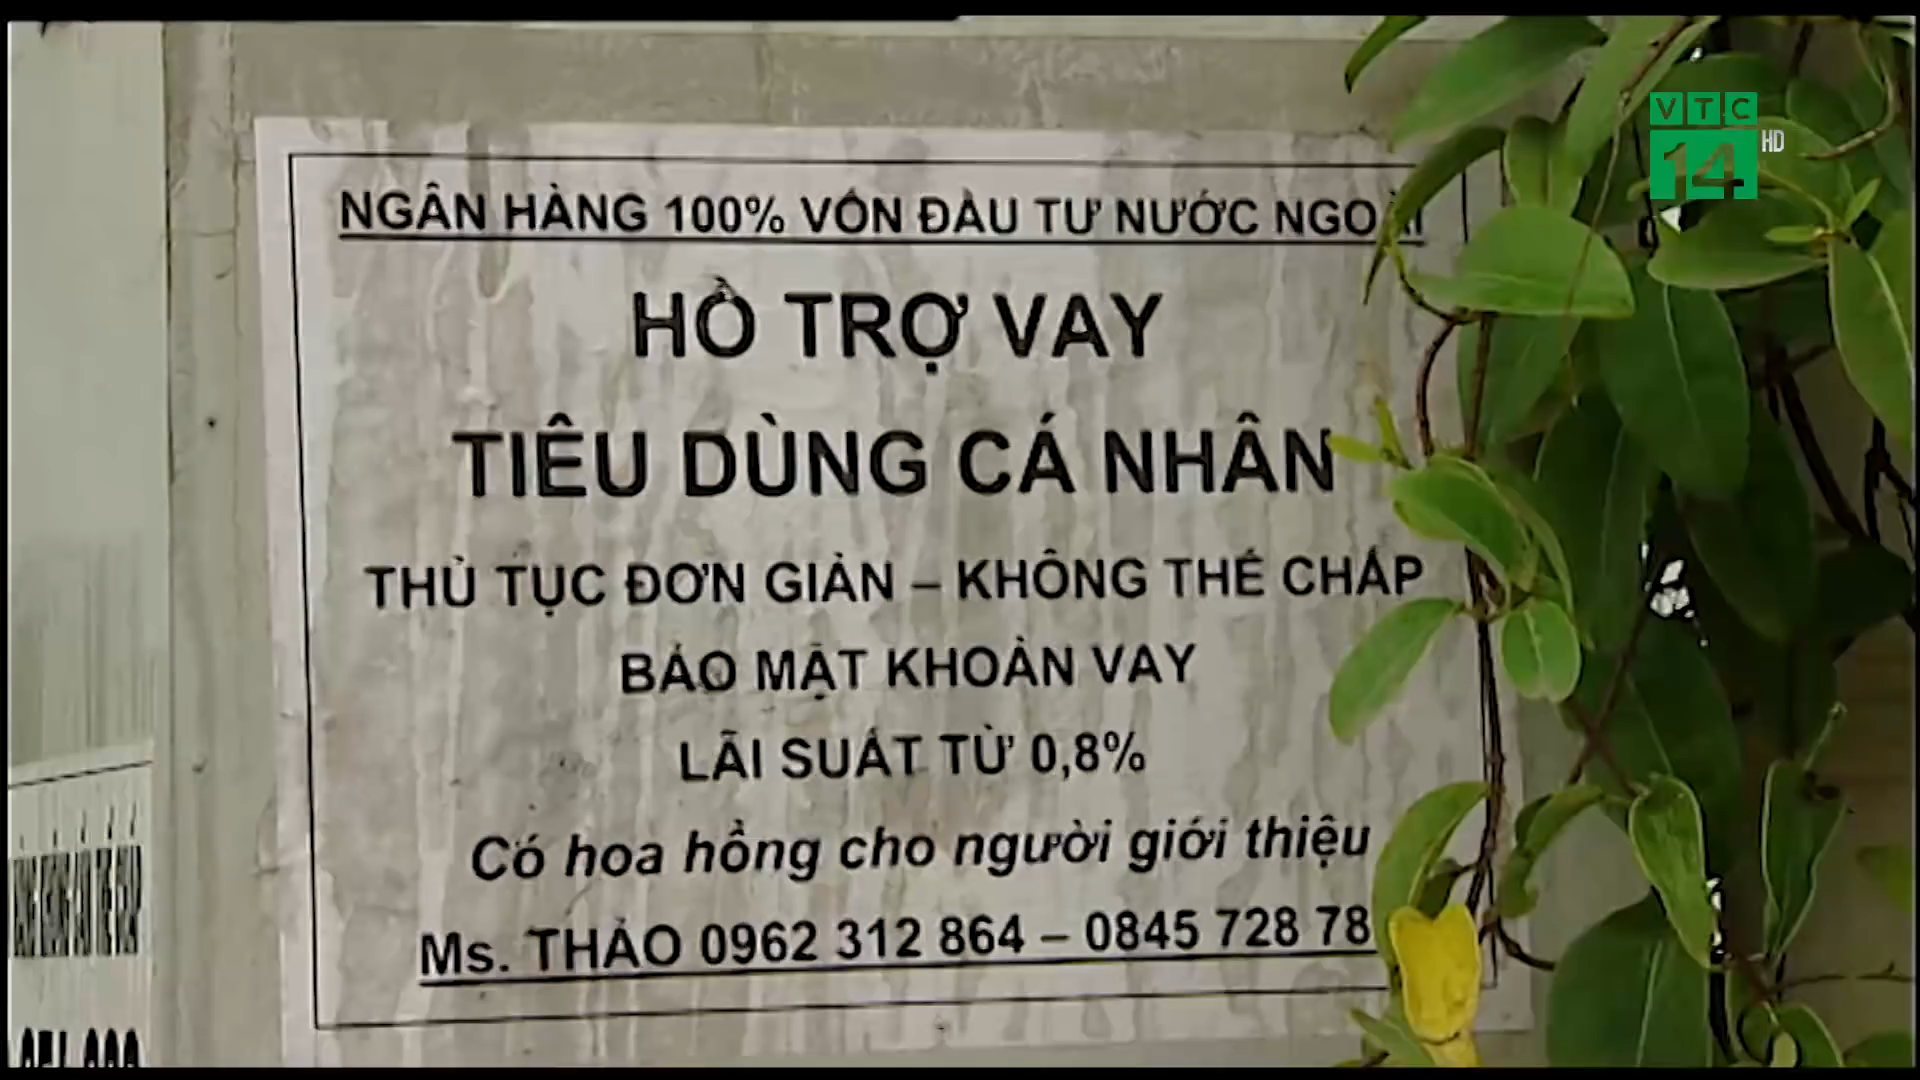 VTC
14 HD
NGÂN HÀNG 100% VỐN ĐẦU TƯ NƯỚC NGOÀI
HỒ TRỢ VAY
TIÊU DÙNG CÁ NHÂN
THỦ TỤC ĐƠN GIẢN – KHÔNG THẾ CHẤP
BẢO MẬT KHOẢN VAY
LÃI SUẤT TỪ 0,8%
Có hoa hồng cho người giới thiệu
Ms. THẢO 0962 312 864 – 0845 728 78